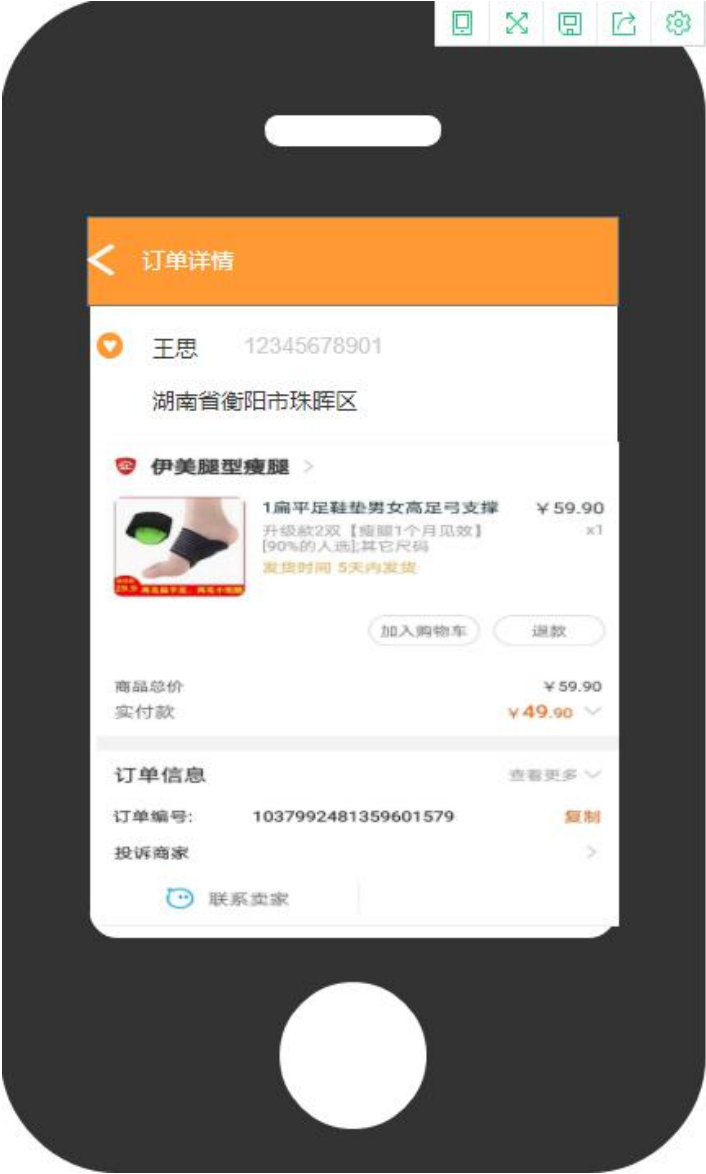 订单详情
王思 12345678901
湖南省衡阳市珠晖区
伊美腿型瘦腿
1扁平足鞋垫男女高足弓支撑 ￥59.90
升级款2双【瘦腿1个月见效】 x1
[90%的人选];其它尺码
发货时间 5天内发货
加入购物车 退款
商品总价 ￥59.90
实付款 ￥49.90
订单信息 查看更多
订单编号: 1037992481359601579 复制
投诉商家
联系卖家